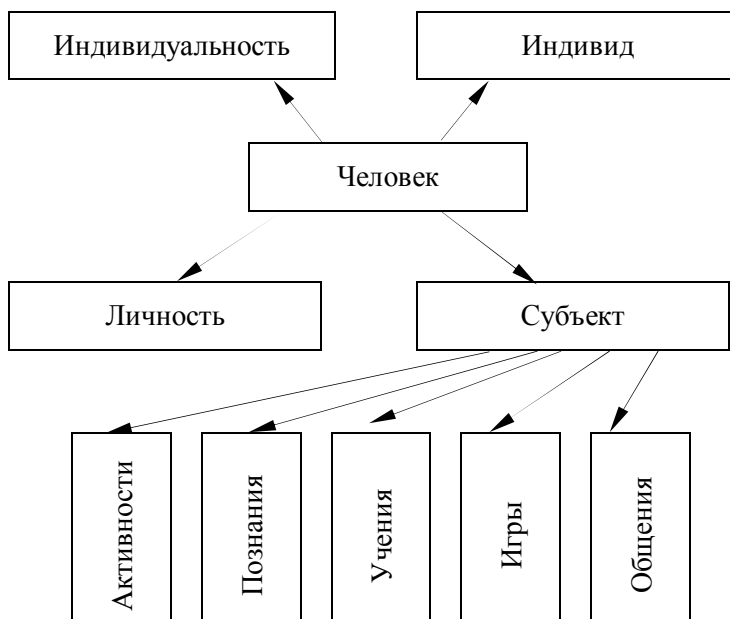 Индивидуальность
Индивид
Человек
Личность
Субъект
Активности
Познания
Учения
Игры
Общения